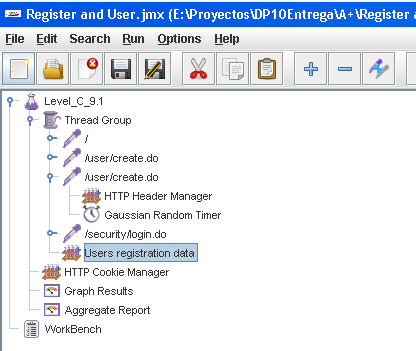 Register and User.jmx (E:\Proyectos\DP10Entrega\A+\Register a
File Edit Search Run Options Help
Level_C_9.1
Thread Group
/
/user/create.do
/user/create.do
HTTP Header Manager
Gaussian Random Timer
/security/login.do
Users registration data
HTTP Cookie Manager
Graph Results
Aggregate Report
WorkBench